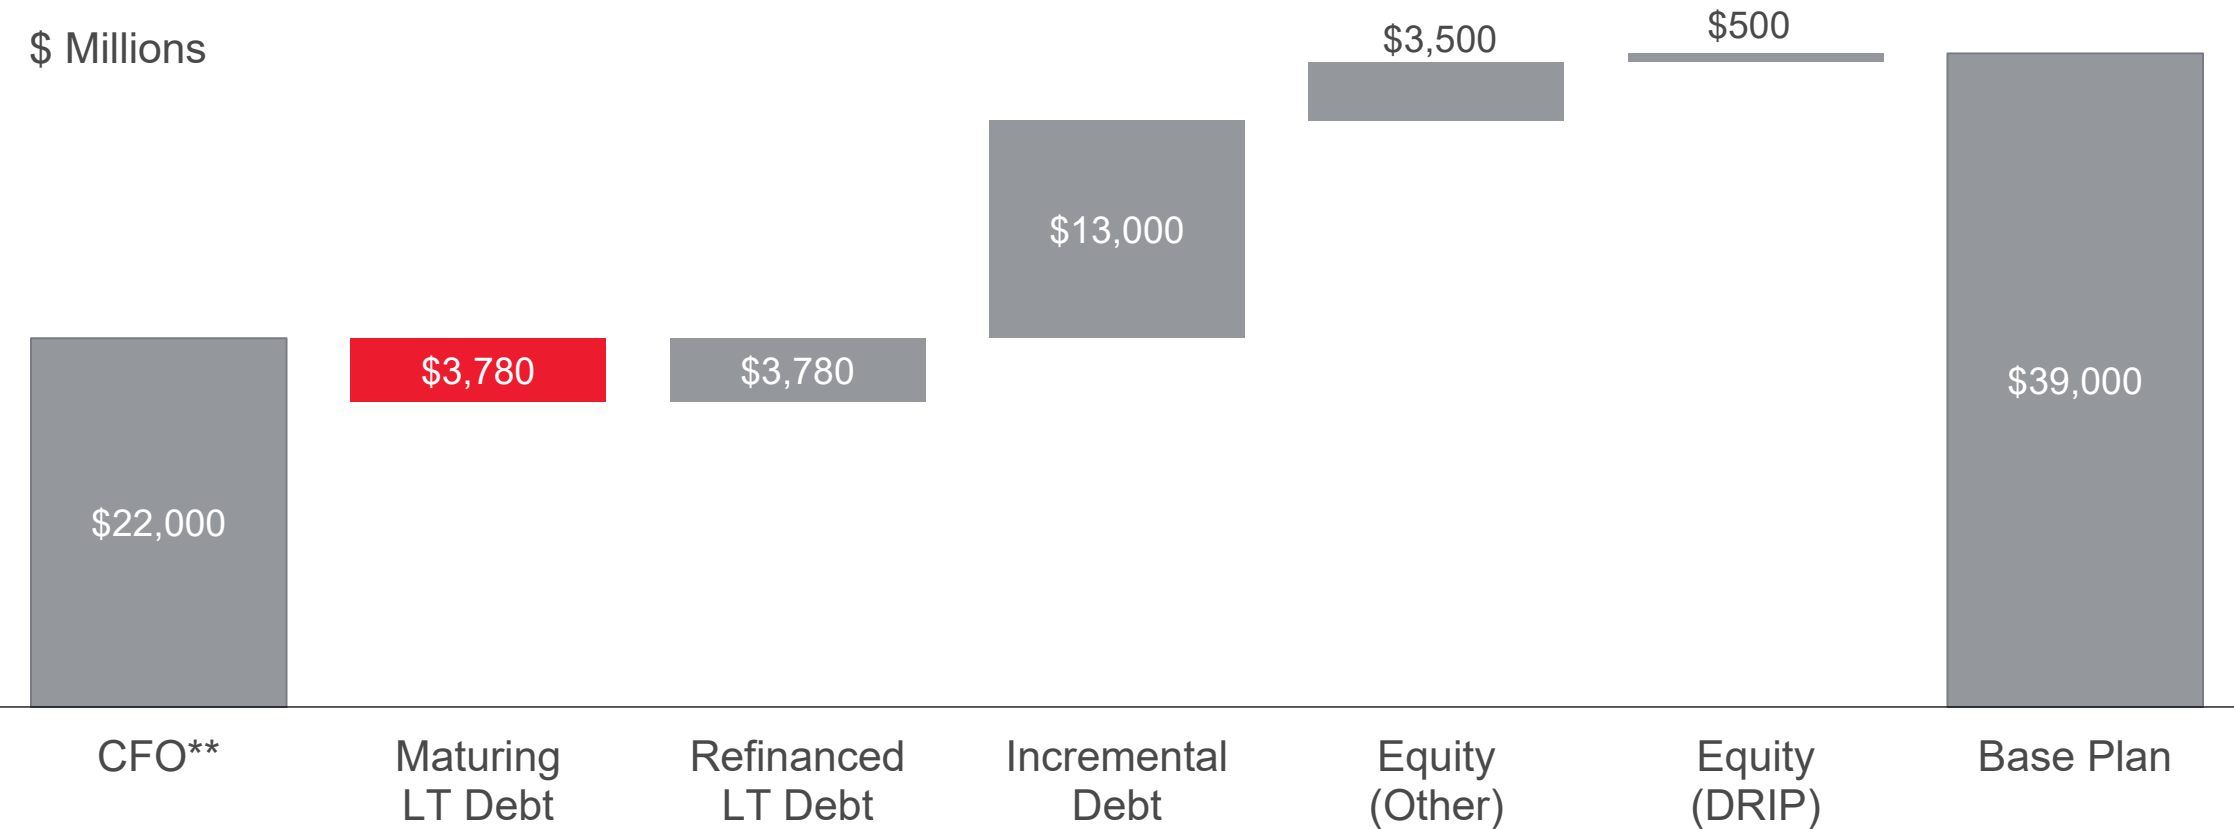 $ Millions
$22,000
$3,780
$3,780
$13,000
$3,500
$500
$39,000
CFO**
Maturing
LT Debt
Refinanced
LT Debt
Incremental
Debt
Equity
(Other)
Equity
(DRIP)
Base Plan